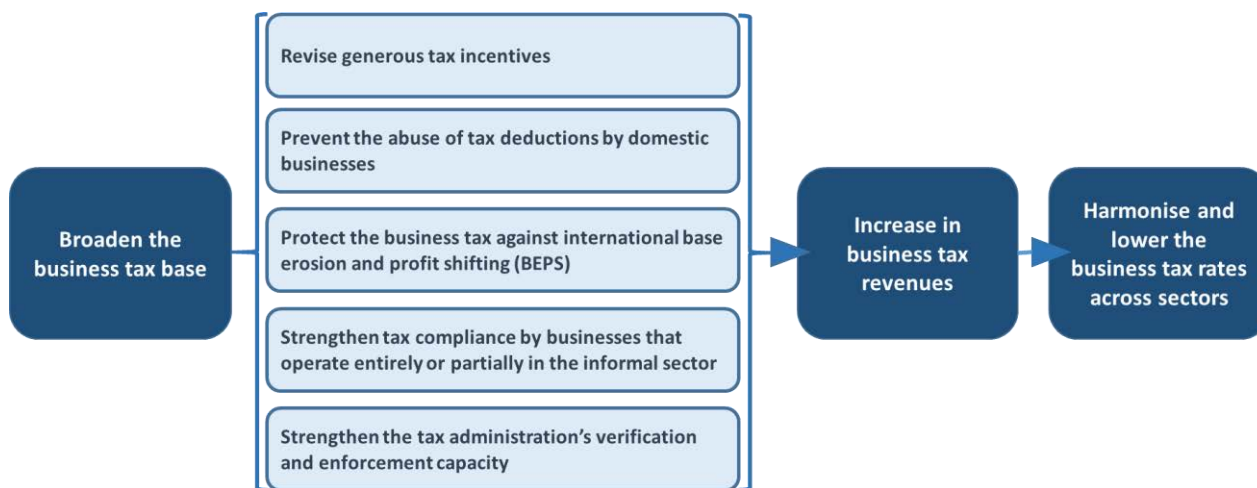 Broaden the
business tax base
Revise generous tax incentives
Prevent the abuse of tax deductions by domestic
businesses
Protect the business tax against international base
erosion and profit shifting (BEPS)
Strengthen tax compliance by businesses that
operate entirely or partially in the informal sector
Strengthen the tax administration’s verification
and enforcement capacity
Increase in
business tax
revenues
Harmonise and
lower the
business tax rates
across sectors